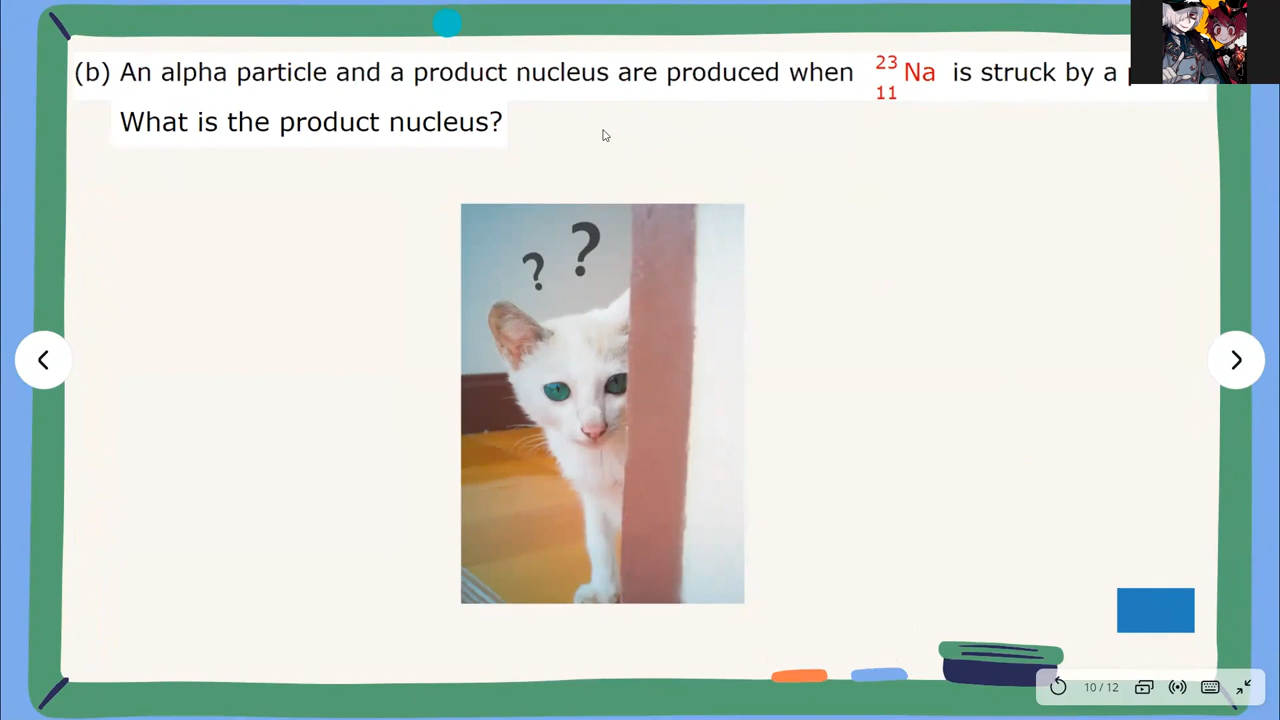 (b) An alpha particle and a product nucleus are produced when 23 11 Na is struck by a
What is the product nucleus?
? ?
10 / 12